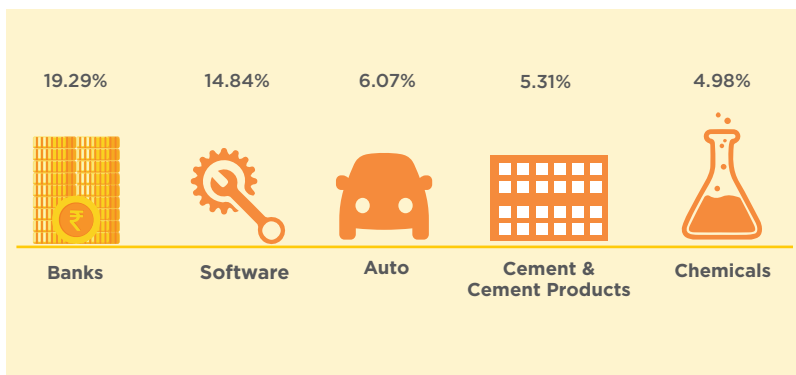 19.29%
14.84%
6.07%
5.31%
4.98%
₹
Banks
Software
Auto
Cement &
Cement Products
Chemicals